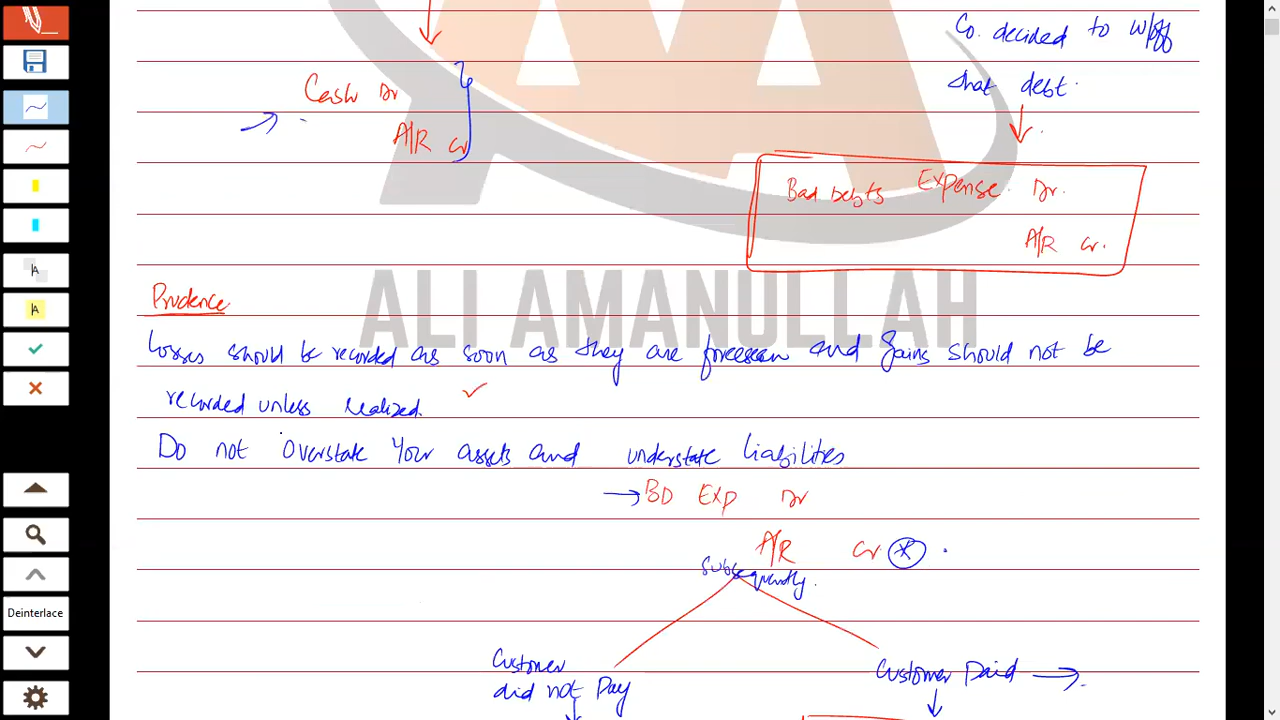 Co. decided to w/off
that debt.
Cash Dr
A/R cr
Bad debts Expense. Dr.
A/R cr.
ALI AMANULLAH
Prudence
Losses should be recorded as soon as they are foreseen and gains should not be
recorded unless realized.
Do not overstate Your assets and understate liabilities
BD Exp Dr
A/R cr
Subsequently.
Customer
did not Pay
Customer Paid
Deinterlace